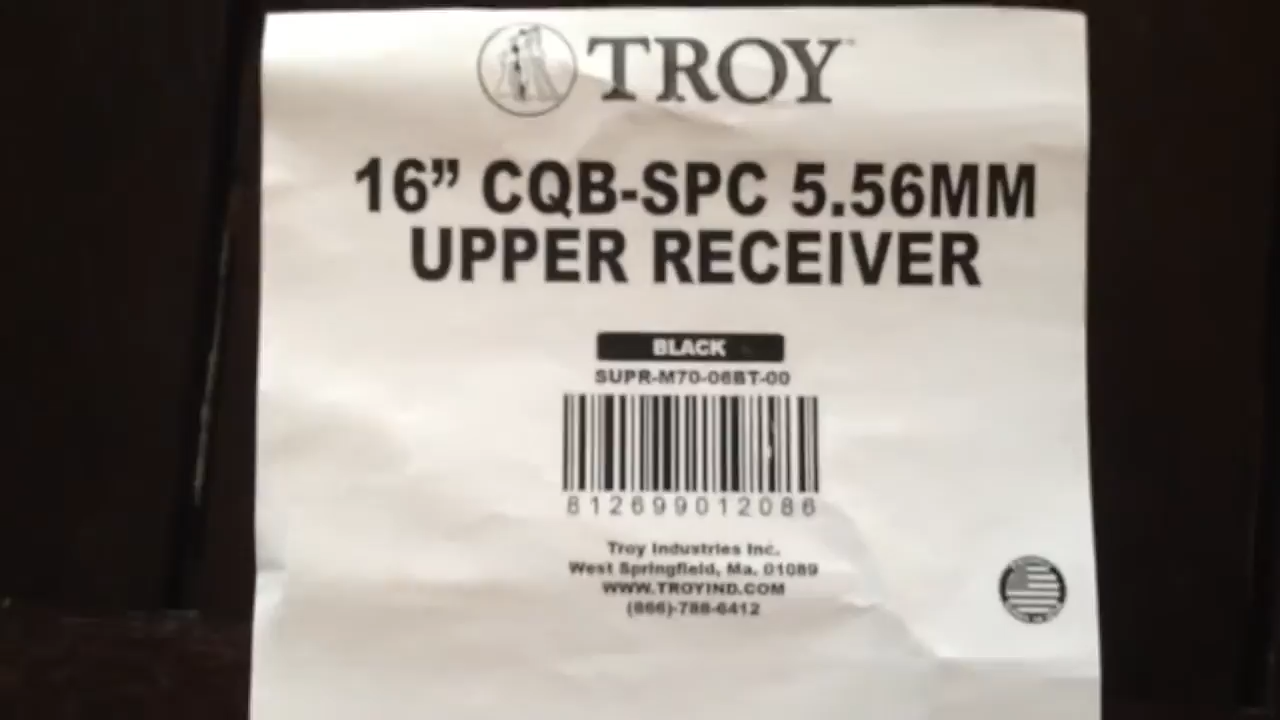 TROY™
16” CQB-SPC 5.56MM
UPPER RECEIVER
BLACK
SUPR-M70-06BT-00
812699012086
Troy Industries Inc.
West Springfield, Ma. 01089
WWW.TROYIND.COM
(866)-788-6412